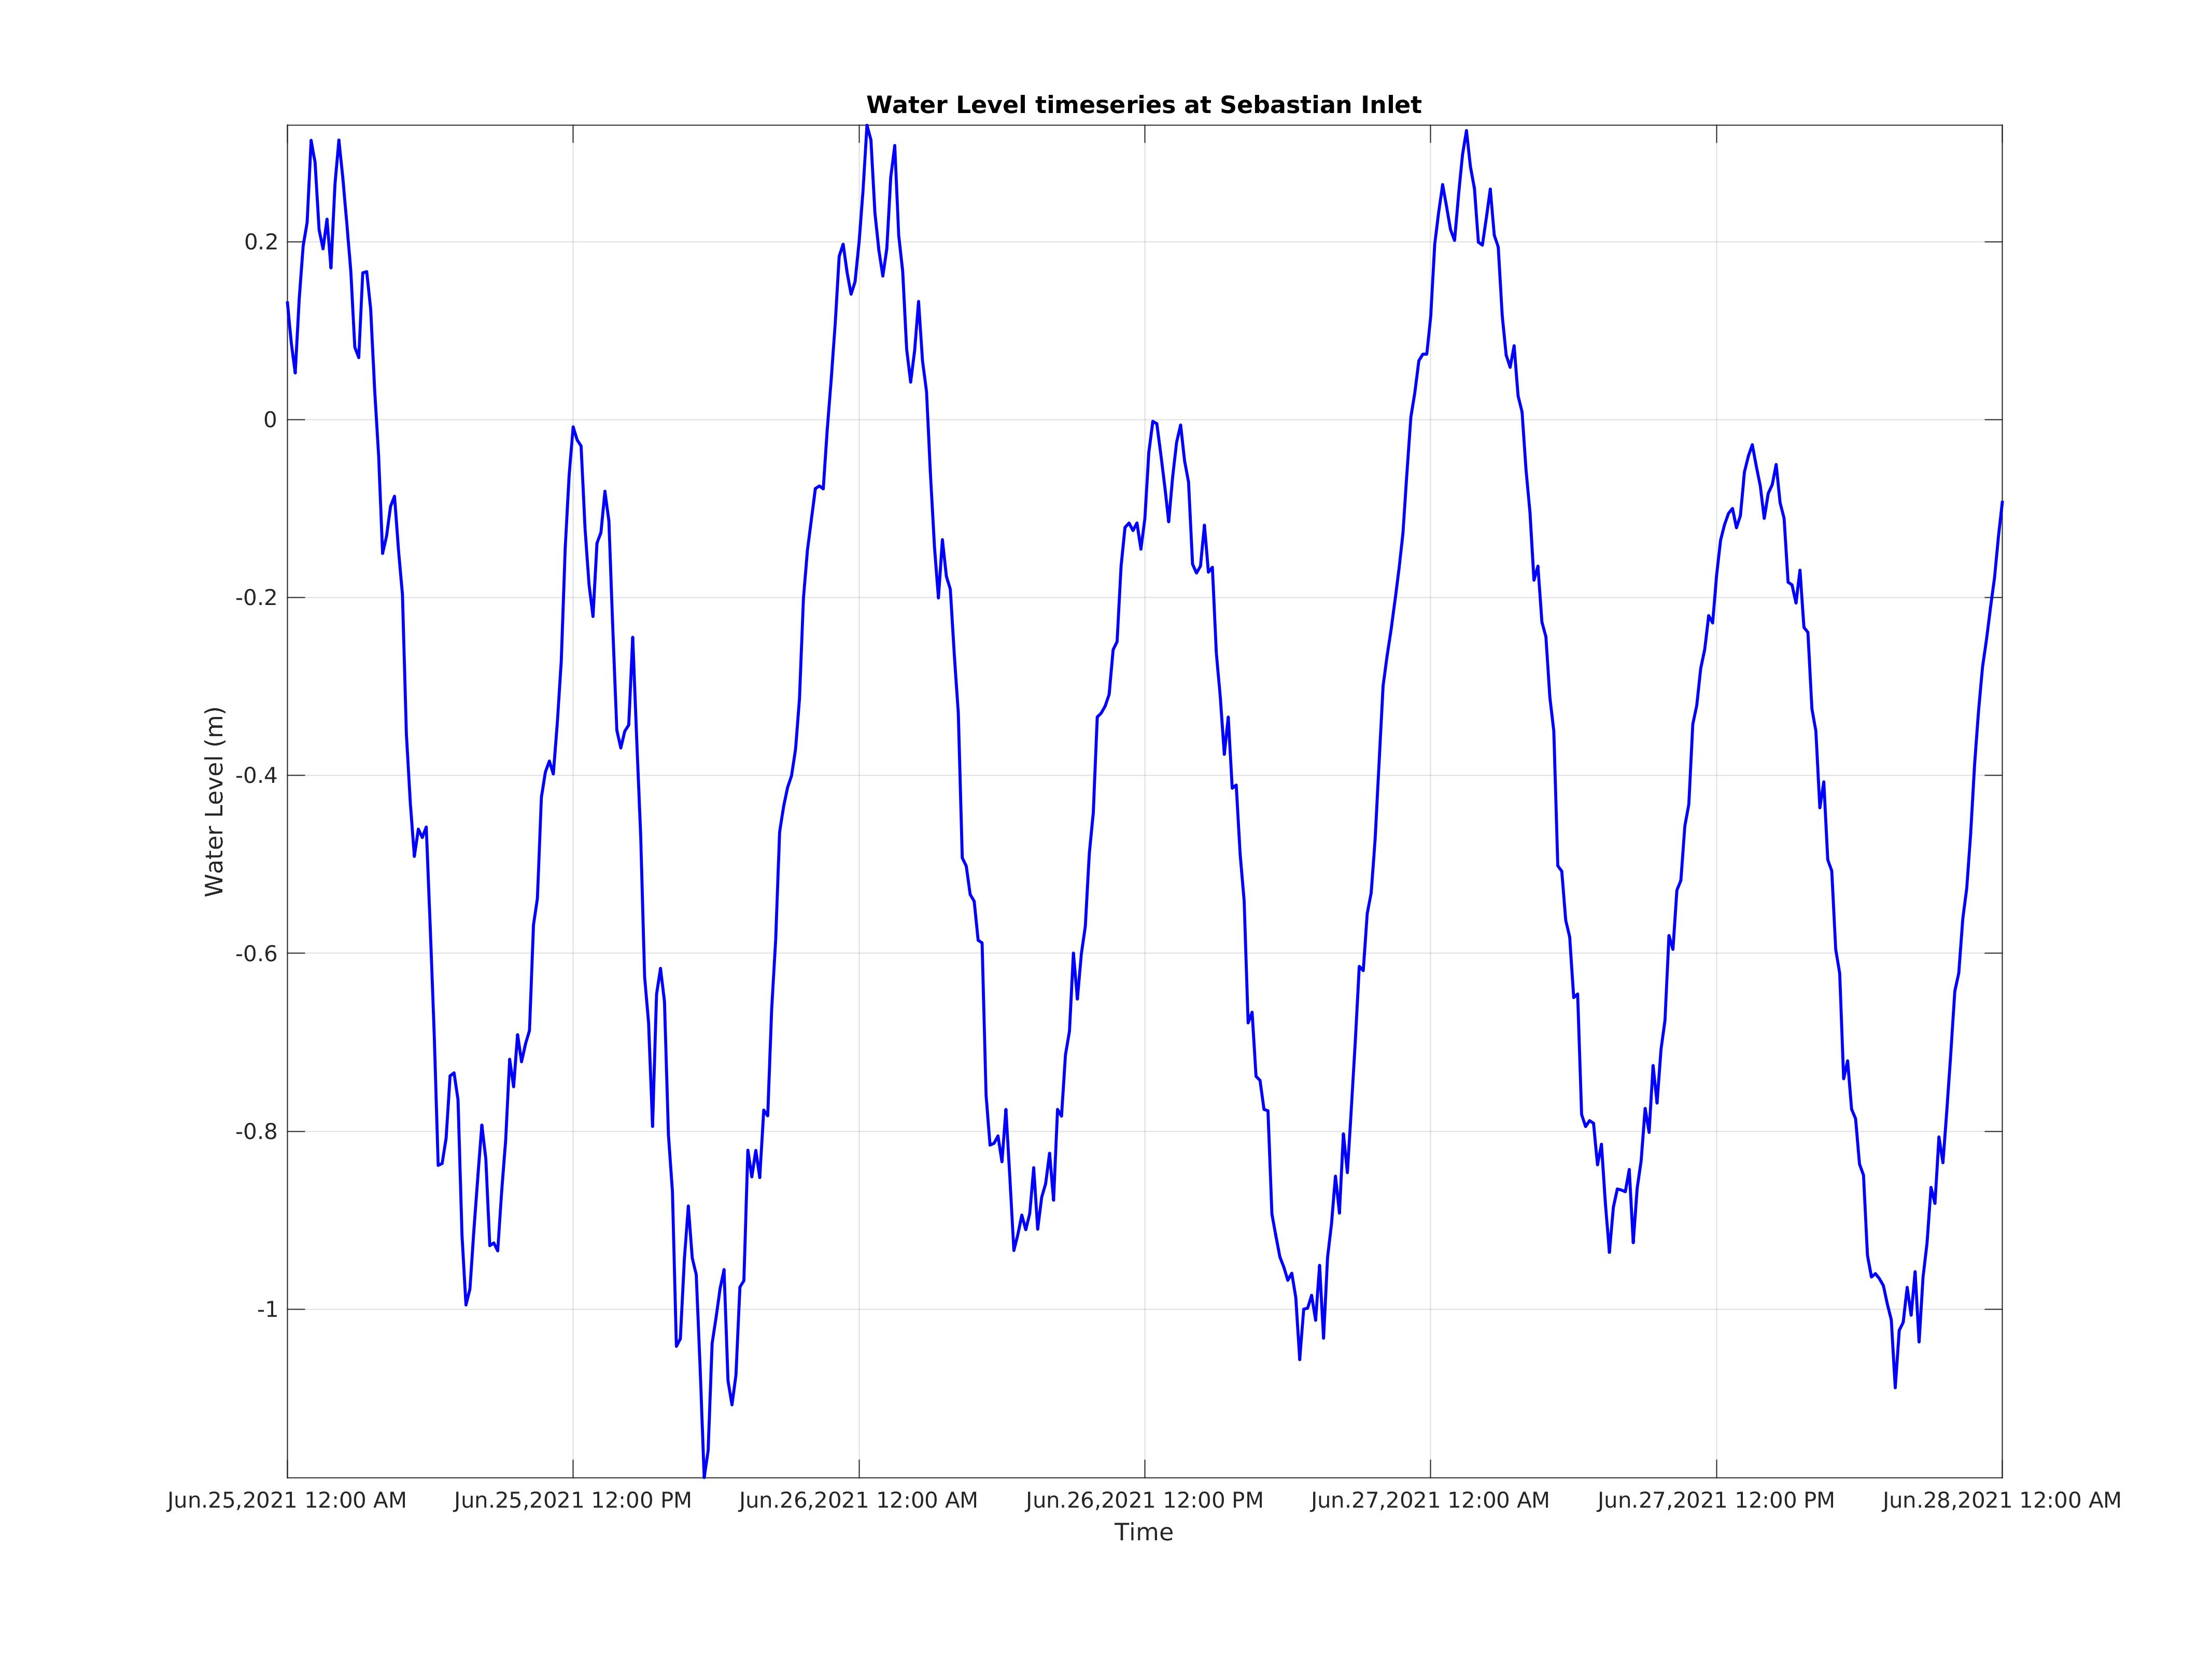 Water Level timeseries at Sebastian Inlet
0.2
0
-0.2
-0.4
-0.6
-0.8
-1
Water Level (m)
Jun.25,2021 12:00 AM
Jun.25,2021 12:00 PM
Jun.26,2021 12:00 AM
Jun.26,2021 12:00 PM
Jun.27,2021 12:00 AM
Jun.27,2021 12:00 PM
Jun.28,2021 12:00 AM
Time